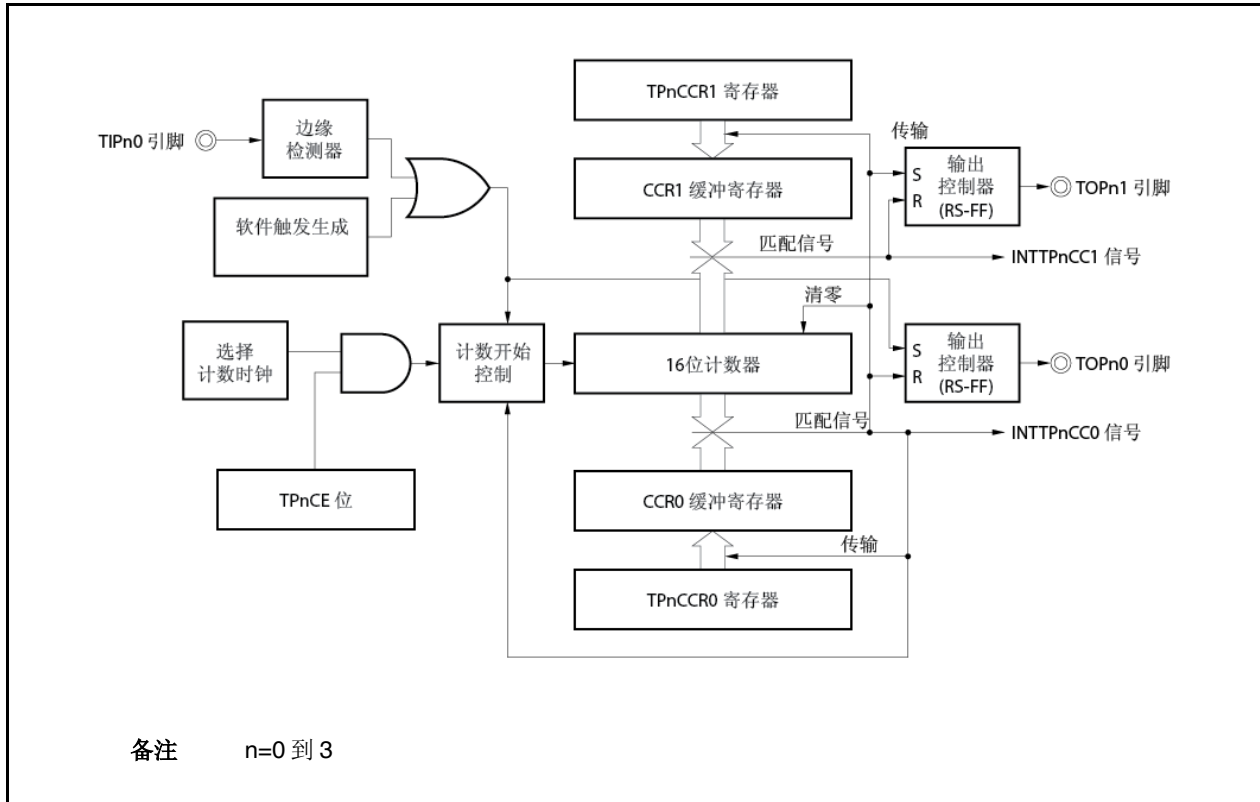 TPnCCR1 寄存器
TIPn0 引脚
边缘
检测器
传输
CCR1 缓冲寄存器
S
R
输出
控制器
(RS-FF)
TOPn1 引脚
软件触发生成
匹配信号
INTTPnCC1 信号
清零
选择
计数时钟
计数开始
控制
16位计数器
S
R
输出
控制器
(RS-FF)
TOPn0 引脚
匹配信号
INTTPnCC0 信号
TPnCE 位
CCR0 缓冲寄存器
传输
TPnCCR0 寄存器
备注 n=0 到 3